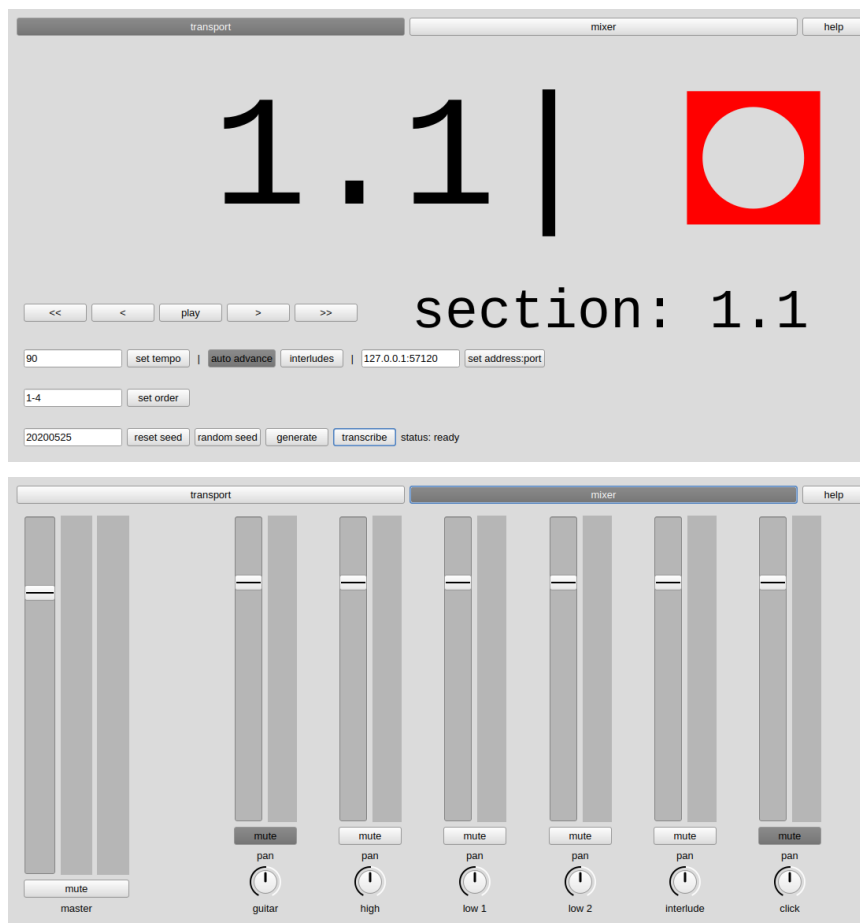 transport mixer help
1.1|
section: 1.1
<< < play > >>
90 set tempo | auto advance interludes | 127.0.0.1:57120 set address:port
1-4 set order
20200525 reset seed random seed generate transcribe status: ready
transport mixer help
mute mute mute mute mute mute
pan pan pan pan pan pan
mute
master guitar high low 1 low 2 interlude click